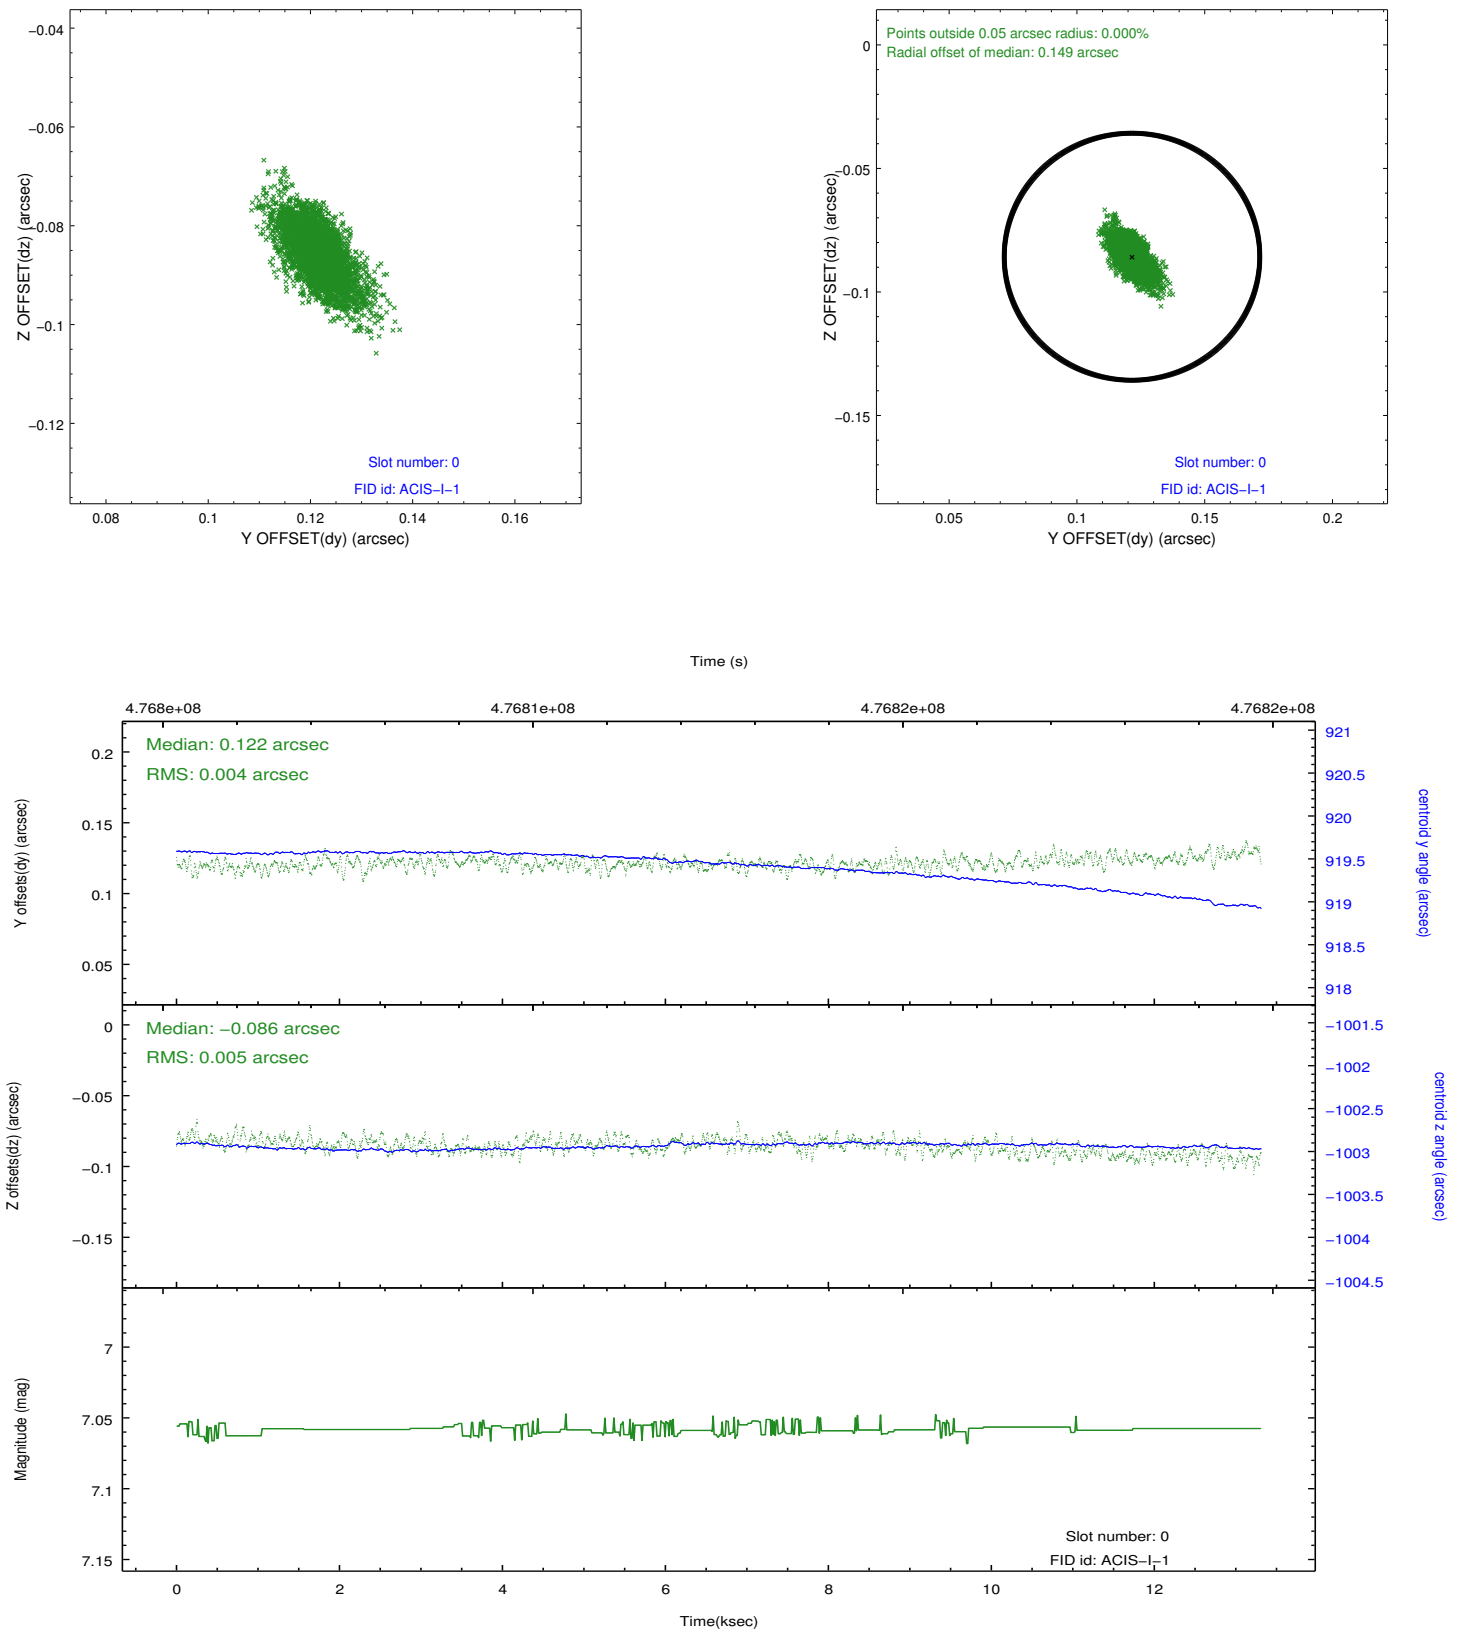 −0.04
−0.06
−0.08
−0.1
−0.12
Z OFFSET(dz) (arcsec)
Slot number: 0
FID id: ACIS−I−1
0.08
0.1
0.12
0.14
0.16
Y OFFSET(dy) (arcsec)
Points outside 0.05 arcsec radius: 0.000%
Radial offset of median: 0.149 arcsec
0
−0.05
−0.1
−0.15
Z OFFSET(dz) (arcsec)
Slot number: 0
FID id: ACIS−I−1
0.05
0.1
0.15
0.2
Y OFFSET(dy) (arcsec)
Time (s)
4.768e+08
4.7681e+08
4.7682e+08
4.7682e+08
Median: 0.122 arcsec
RMS: 0.004 arcsec
0.2
0.15
0.1
0.05
Y offsets(dy) (arcsec)
921
920.5
920
919.5
919
918.5
918
centroid y angle (arcsec)
Median: −0.086 arcsec
RMS: 0.005 arcsec
0
−0.05
−0.1
−0.15
Z offsets(dz) (arcsec)
−1001.5
−1002
−1002.5
−1003
−1003.5
−1004
−1004.5
centroid z angle (arcsec)
7
7.05
7.1
7.15
Magnitude (mag)
Slot number: 0
FID id: ACIS−I−1
0
2
4
6
8
10
12
Time(ksec)